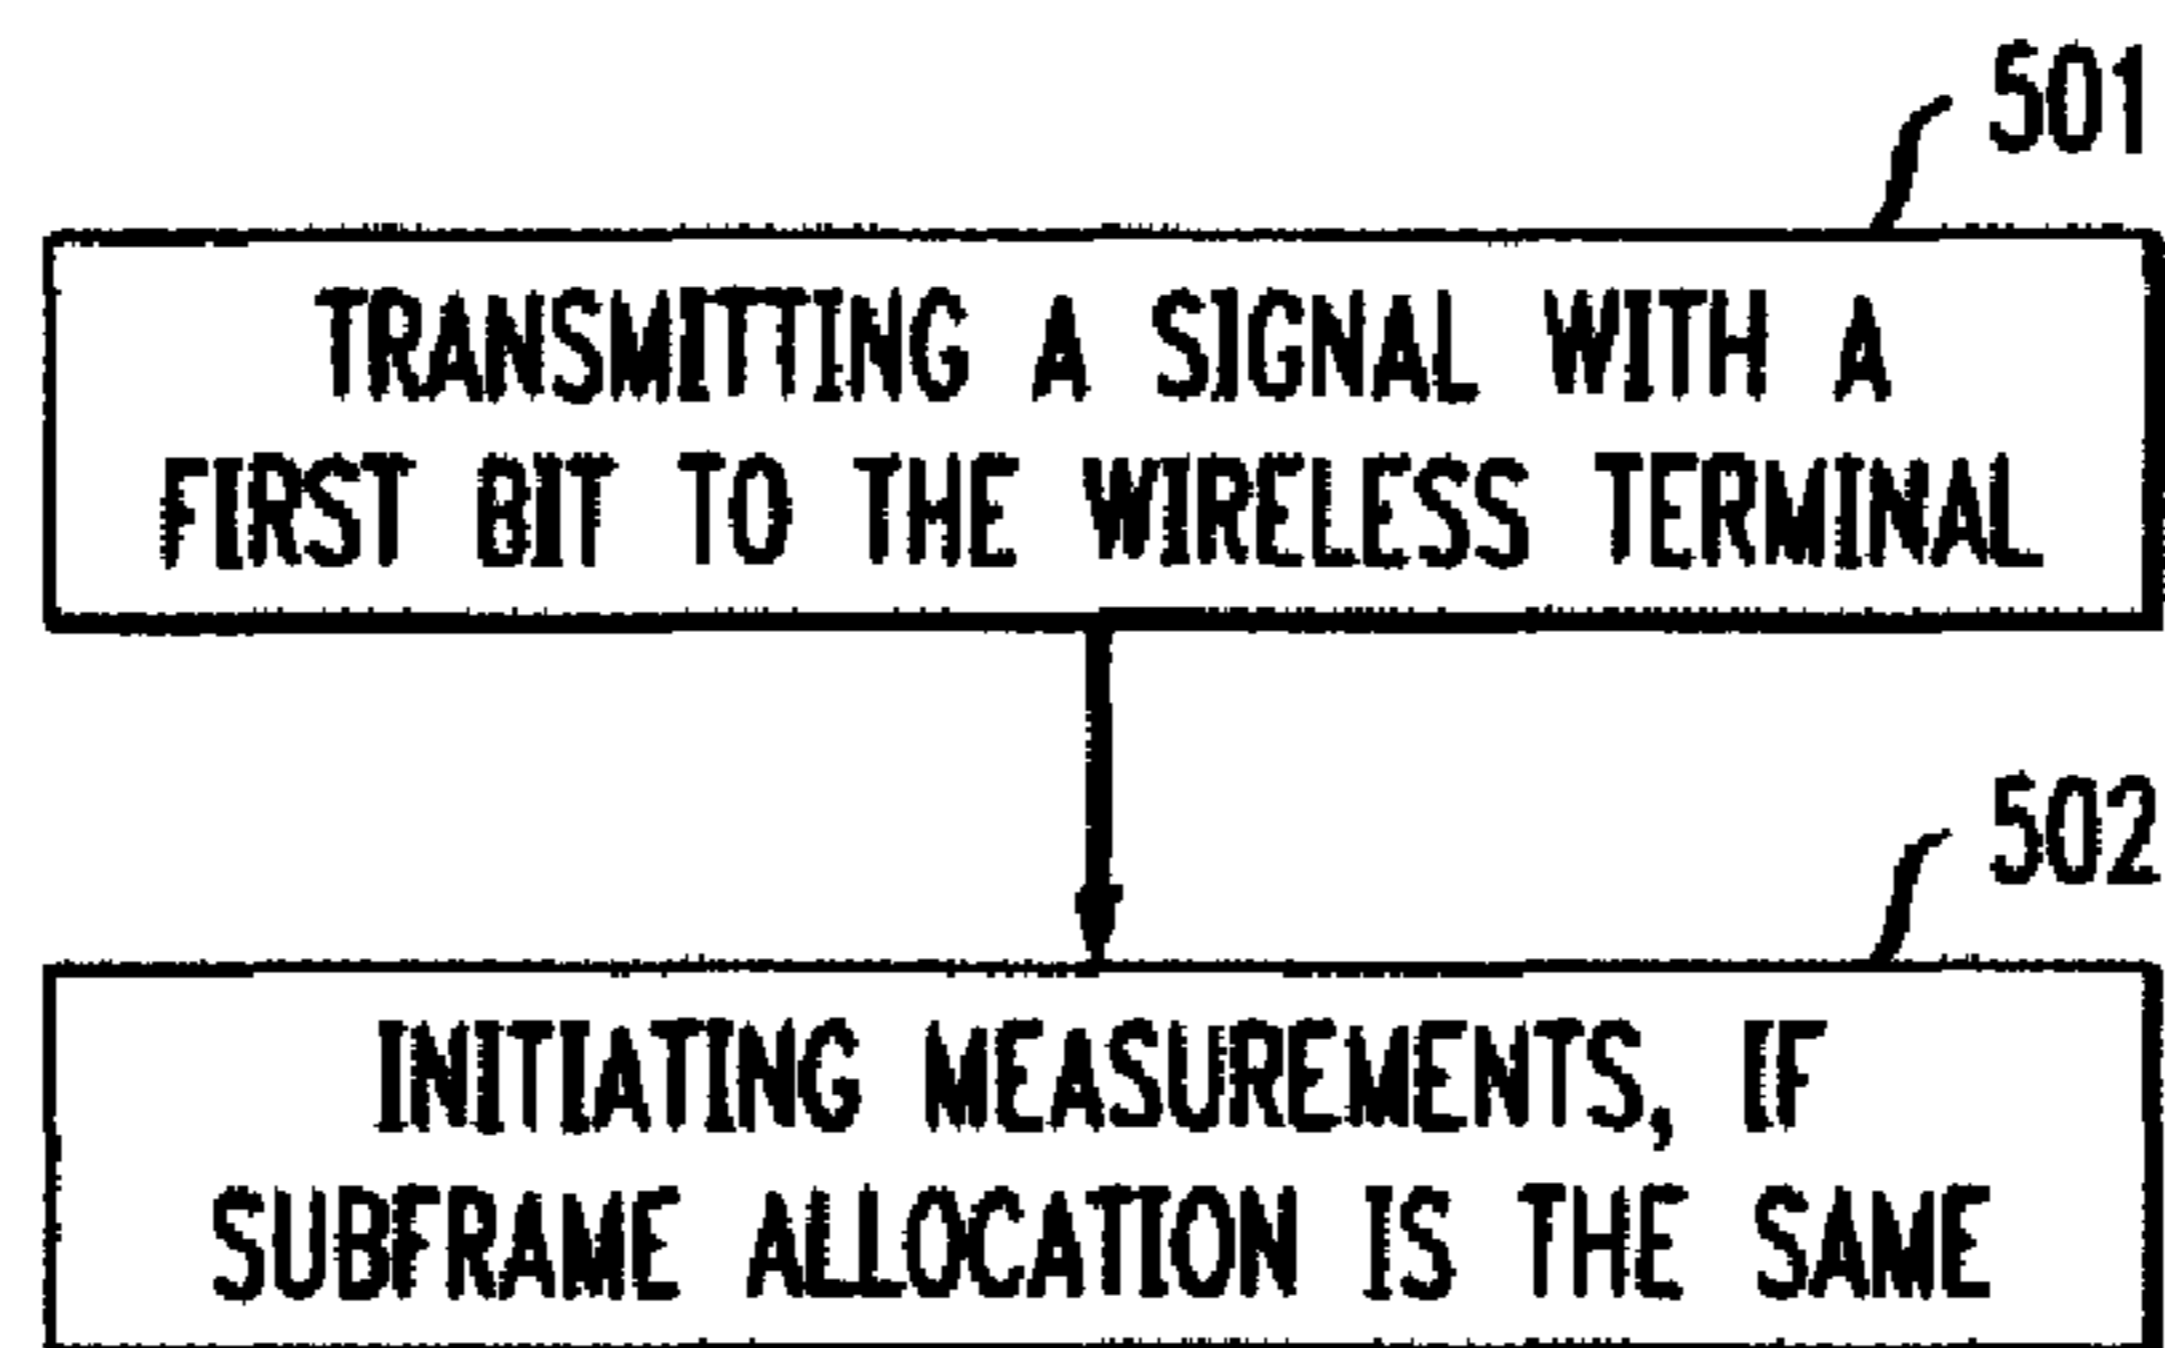 501
TRANSMITTING A SIGNAL WITH A
FIRST BIT TO THE WIRELESS TERMINAL
502
INITIATING MEASUREMENTS, IF
SUBFRAME ALLOCATION IS THE SAME